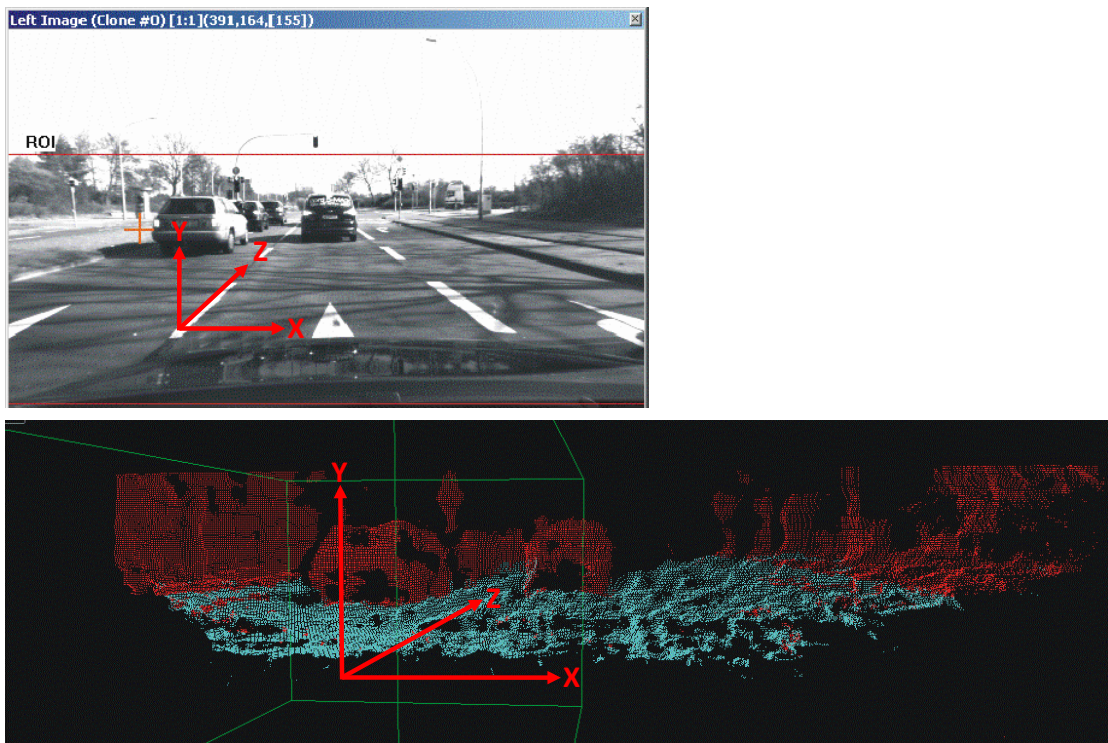 Left Image (Clone #0) [1:1](391,164,[155])
ROI
Y
Z
X
Y
Z
X